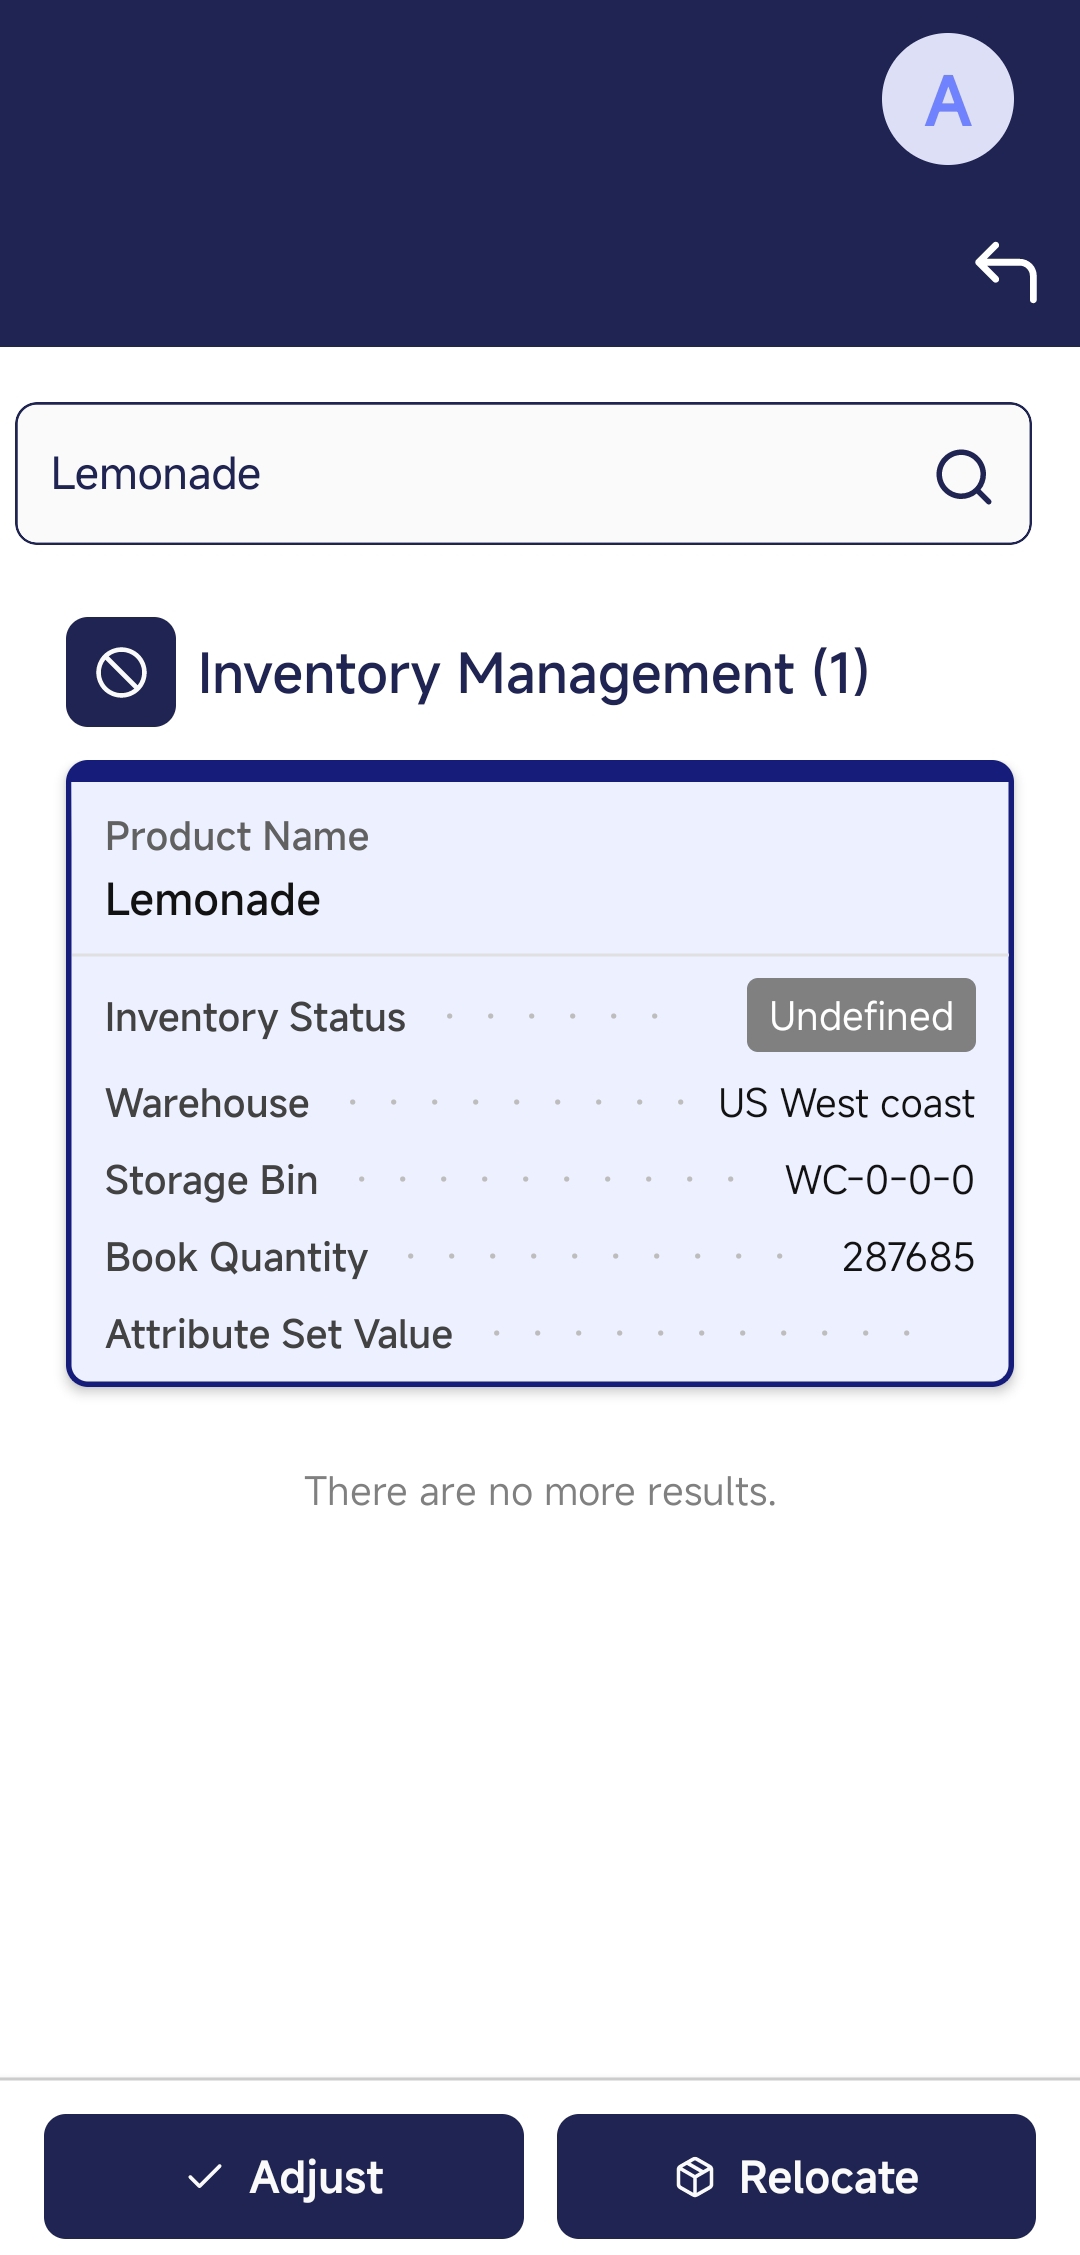 A
Lemonade
Inventory Management (1)
Product Name
Lemonade
Inventory Status Undefined
Warehouse US West coast
Storage Bin WC-0-0-0
Book Quantity 287685
Attribute Set Value
There are no more results.
Adjust Relocate